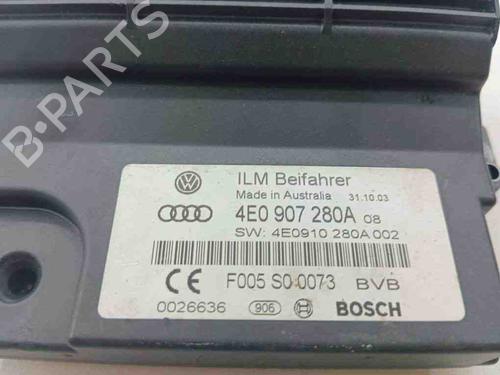 B-PARTS
ILM Beifahrer
Made in Australia 31.10.03
4E0 907 280A 08
SW: 4E0910 280A 002
F005 S0 0073 BVB
0026636 906 BOSCH